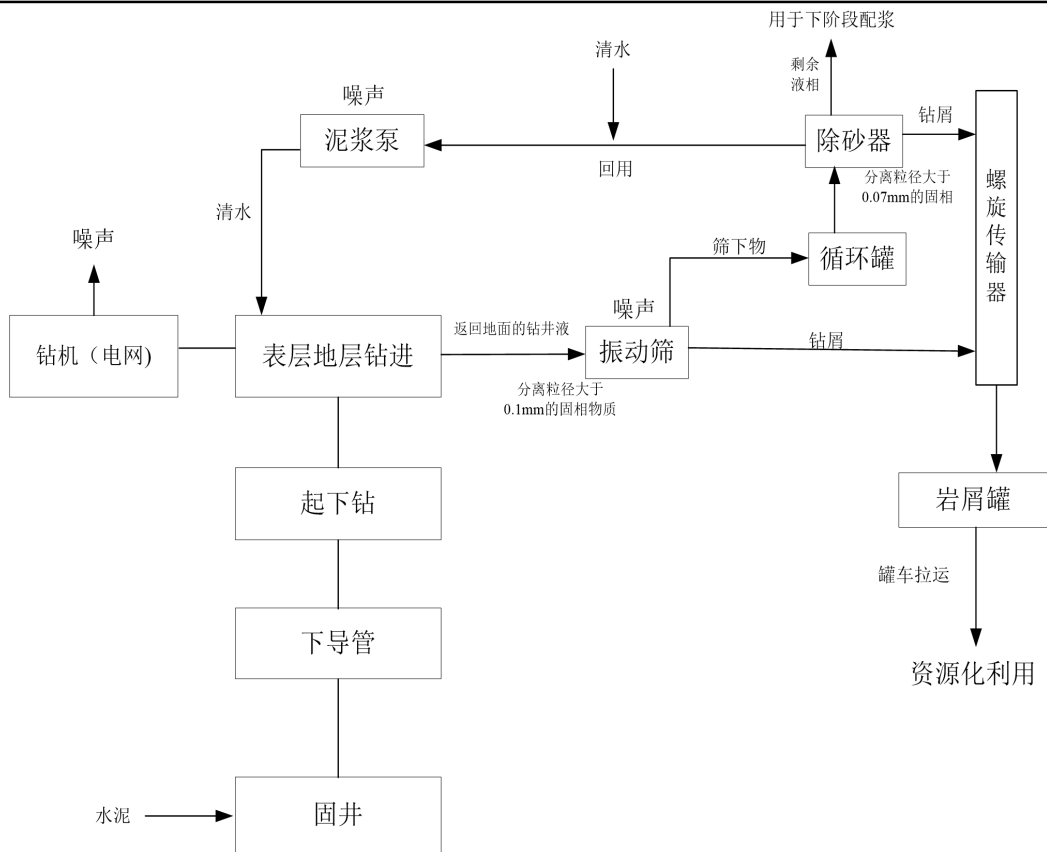 用于下阶段配浆
清水
剩余
液相
噪声
泥浆泵
除砂器
钻屑
回用
分离粒径大于
0.07mm的固相
螺旋传输器
清水
噪声
筛下物
循环罐
噪声
钻机（电网)
表层地层钻进
返回地面的钻井液
振动筛
钻屑
分离粒径大于
0.1mm的固相物质
起下钻
岩屑罐
罐车拉运
下导管
资源化利用
水泥
固井